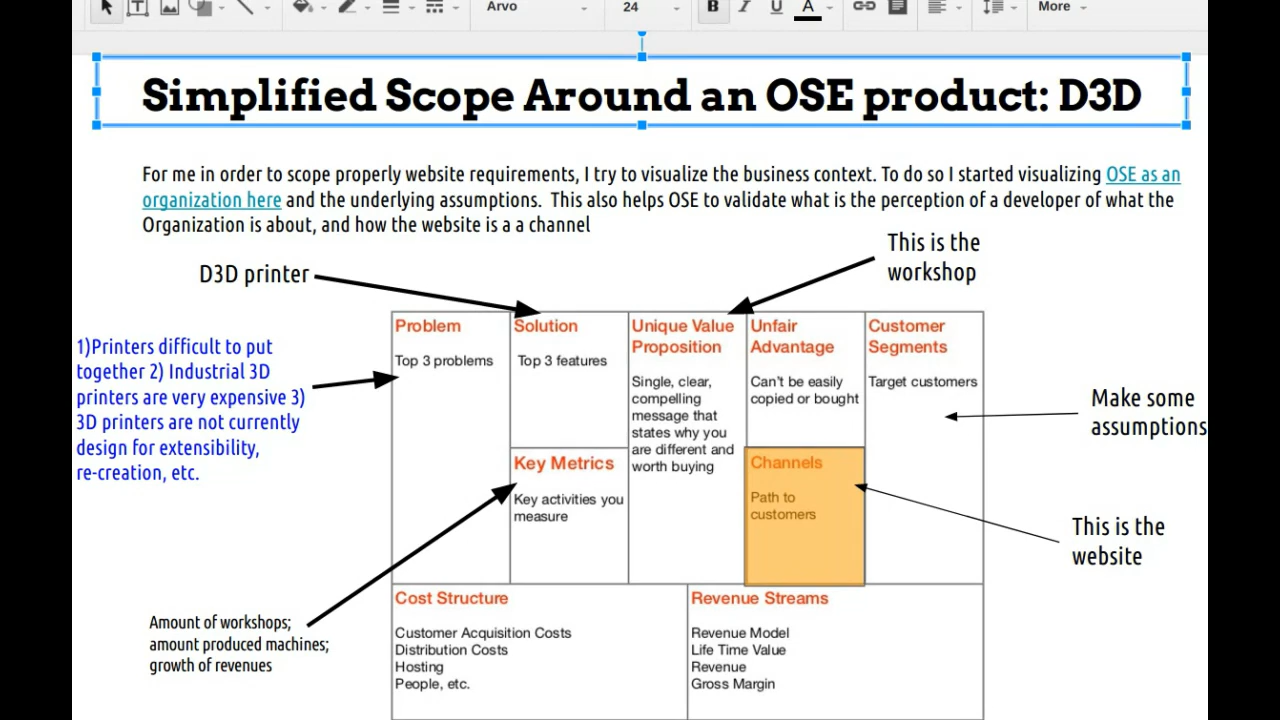 Arvo
24
B
I
U
A
More
Simplified Scope Around an OSE product: D3D
For me in order to scope properly website requirements, I try to visualize the business context. To do so I started visualizing OSE as an
organization here and the underlying assumptions. This also helps OSE to validate what is the perception of a developer of what the
Organization is about, and how the website is a a channel
This is the
workshop
D3D printer
1)Printers difficult to put
together 2) Industrial 3D
printers are very expensive 3)
3D printers are not currently
design for extensibility,
re-creation, etc.
Problem
Top 3 problems
Solution
Top 3 features
Unique Value
Proposition
Single, clear,
compelling
message that
states why you
are different and
worth buying
Unfair
Advantage
Can't be easily
copied or bought
Customer
Segments
Target customers
Make some
assumptions
Key Metrics
Key activities you
measure
Channels
Path to
customers
This is the
website
Amount of workshops;
amount produced machines;
growth of revenues
Cost Structure
Customer Acquisition Costs
Distribution Costs
Hosting
People, etc.
Revenue Streams
Revenue Model
Life Time Value
Revenue
Gross Margin